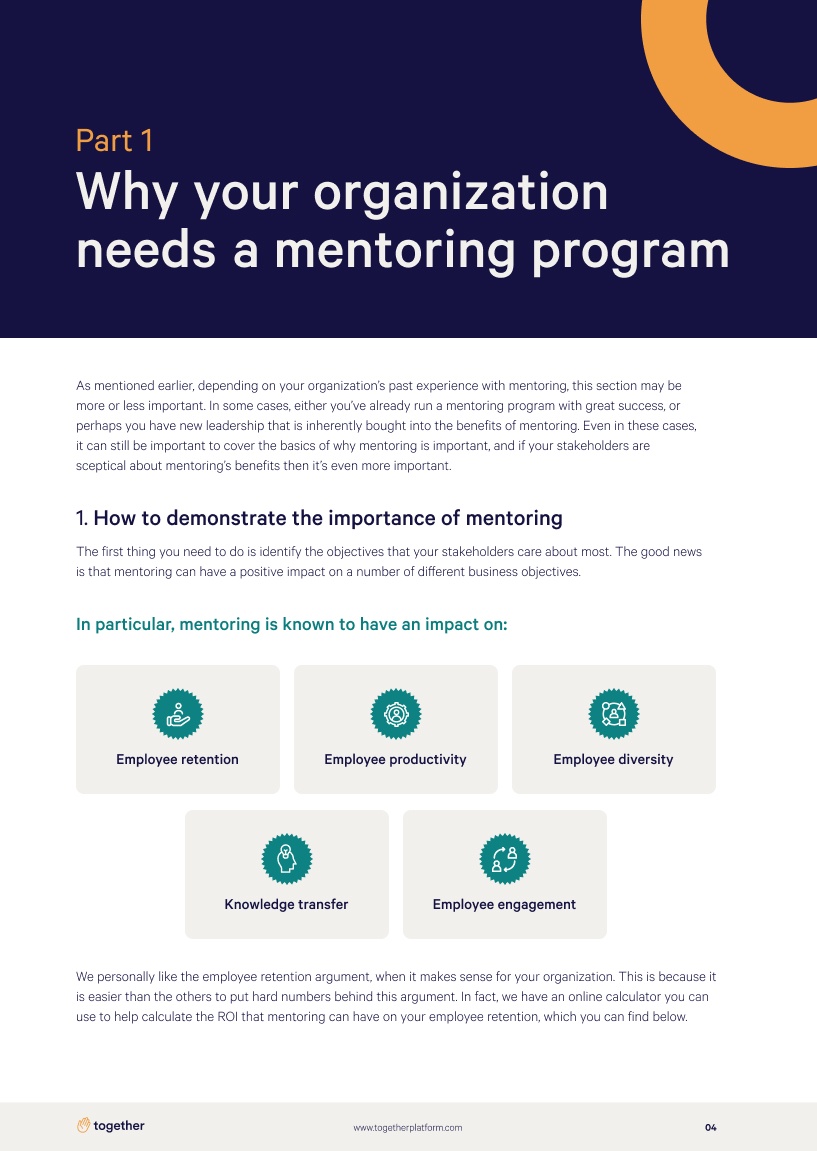 Part 1
Why your organization
needs a mentoring program
As mentioned earlier, depending on your organization’s past experience with mentoring, this section may be
more or less important. In some cases, either you’ve already run a mentoring program with great success, or
perhaps you have new leadership that is inherently bought into the benefits of mentoring. Even in these cases,
it can still be important to cover the basics of why mentoring is important, and if your stakeholders are
sceptical about mentoring’s benefits then it’s even more important.
1. How to demonstrate the importance of mentoring
The first thing you need to do is identify the objectives that your stakeholders care about most. The good news
is that mentoring can have a positive impact on a number of different business objectives.
In particular, mentoring is known to have an impact on:
Employee retention
Employee productivity
Employee diversity
Knowledge transfer
Employee engagement
We personally like the employee retention argument, when it makes sense for your organization. This is because it
is easier than the others to put hard numbers behind this argument. In fact, we have an online calculator you can
use to help calculate the ROI that mentoring can have on your employee retention, which you can find below.
together
www.togetherplatform.com
04